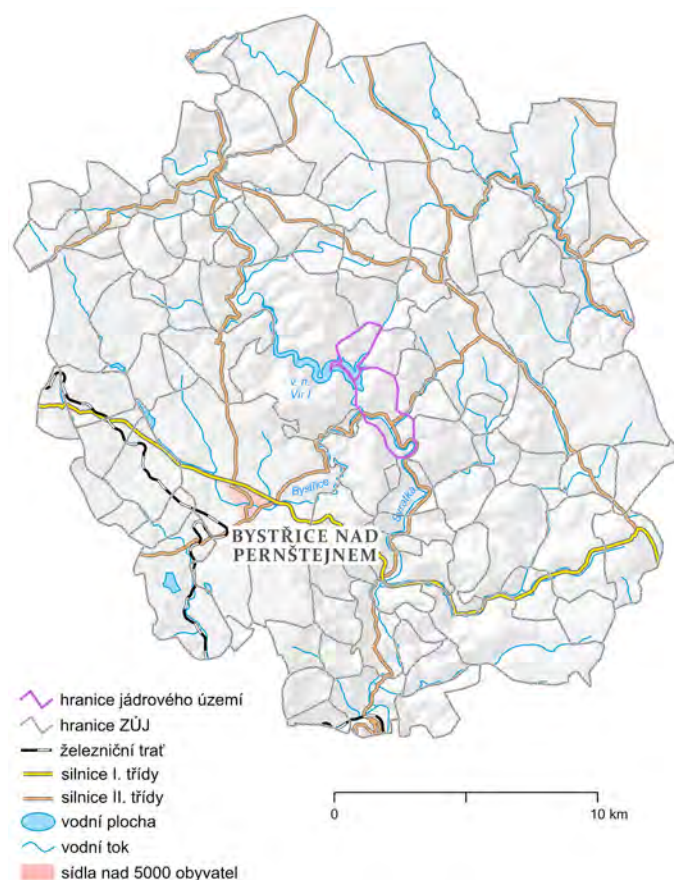 v. n.
Vír I
Bystřice
Svratka
BYSTŘICE NAD
PERNŠTEJNEM
hranice jádrového území
hranice ZÚJ
železniční trať
silnice I. třídy
silnice II. třídy
vodní plocha
vodní tok
sídla nad 5000 obyvatel
0
10 km